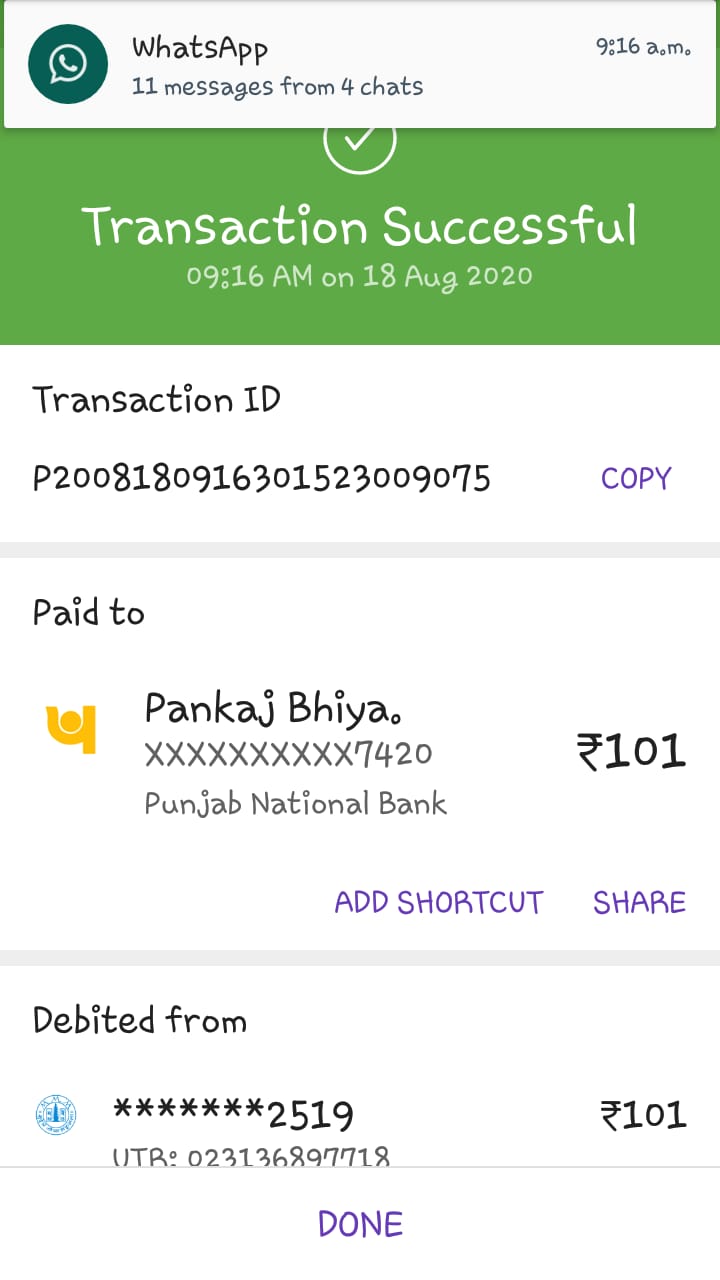 WhatsApp
9:16 a.m.
11 messages from 4 chats
Transaction Successful
09:16 AM on 18 Aug 2020
Transaction ID
P2008180916301523009075
COPY
Paid to
Pankaj Bhiya.
XXXXXXXXXX7420
₹101
Punjab National Bank
ADD SHORTCUT
SHARE
Debited from
*******2519
₹101
UTR: 023136897718
DONE